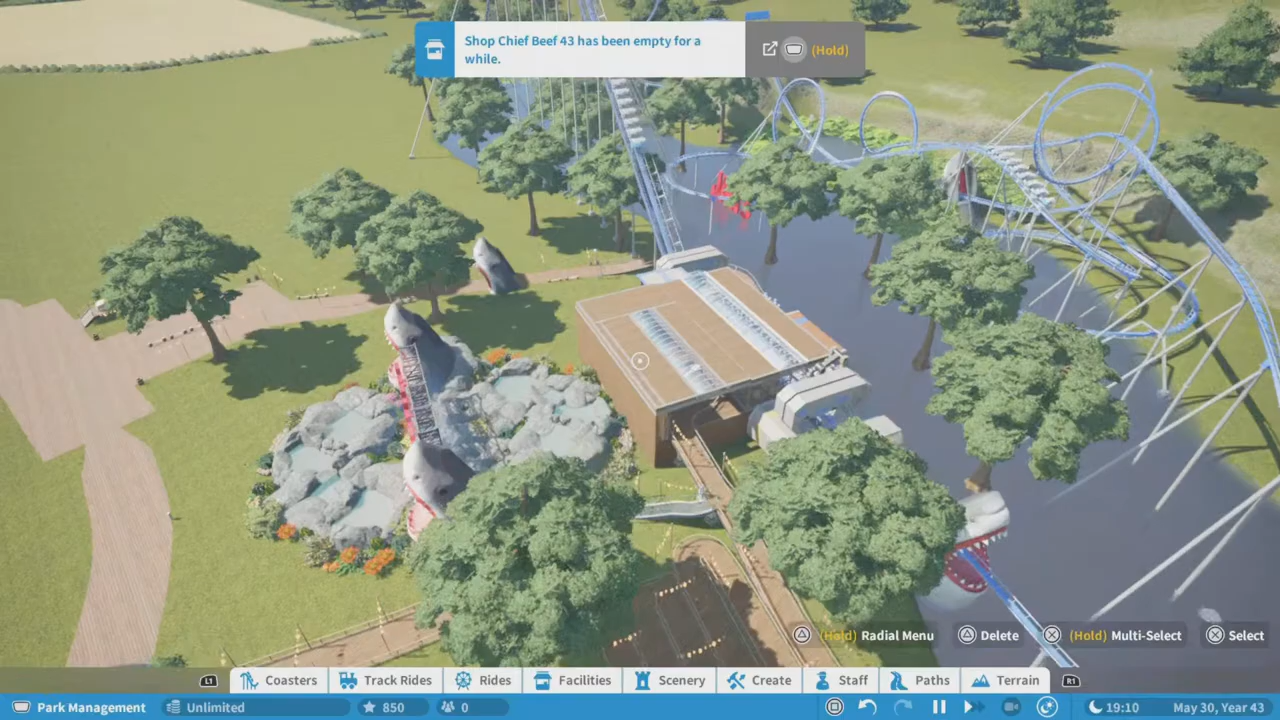 Shop Chief Beef 43 has been empty for a
while.
(Hold)
(Hold) Radial Menu
Delete
(Hold) Multi-Select
Select
L1
Coasters
Track Rides
Rides
Facilities
Scenery
Create
Staff
Paths
Terrain
R1
Park Management
Unlimited
850
0
19:10
May 30, Year 43